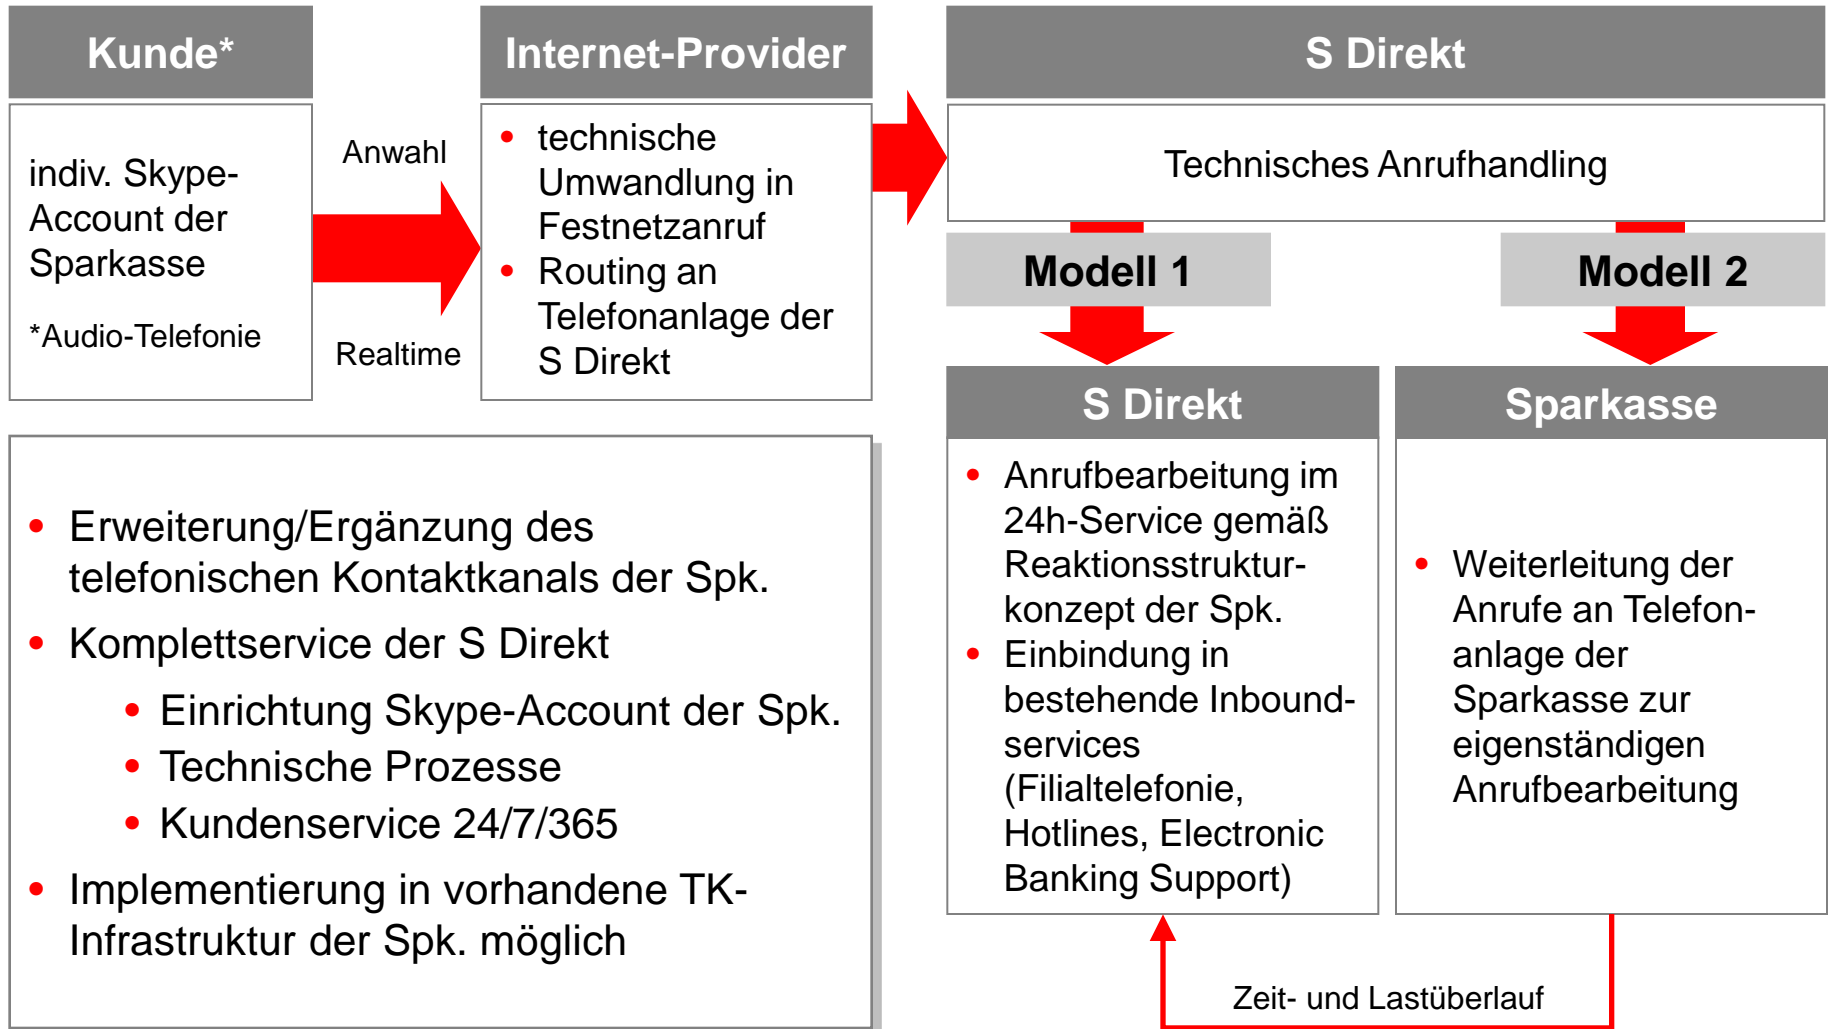 Kunde*
indiv. Skype-
Account der
Sparkasse
*Audio-Telefonie
Anwahl
Realtime
Internet-Provider
• technische
Umwandlung in
Festnetzanruf
• Routing an
Telefonanlage der
S Direkt
S Direkt
Technisches Anrufhandling
Modell 1
Modell 2
S Direkt
• Anrufbearbeitung im
24h-Service gemäß
Reaktionsstruktur-
konzept der Spk.
• Einbindung in
bestehende Inbound-
services
(Filialtelefonie,
Hotlines, Electronic
Banking Support)
Sparkasse
• Weiterleitung der
Anrufe an Telefon-
anlage der
Sparkasse zur
eigenständigen
Anrufbearbeitung
Zeit- und Lastüberlauf
• Erweiterung/Ergänzung des
telefonischen Kontaktkanals der Spk.
• Komplettservice der S Direkt
• Einrichtung Skype-Account der Spk.
• Technische Prozesse
• Kundenservice 24/7/365
• Implementierung in vorhandene TK-
Infrastruktur der Spk. möglich